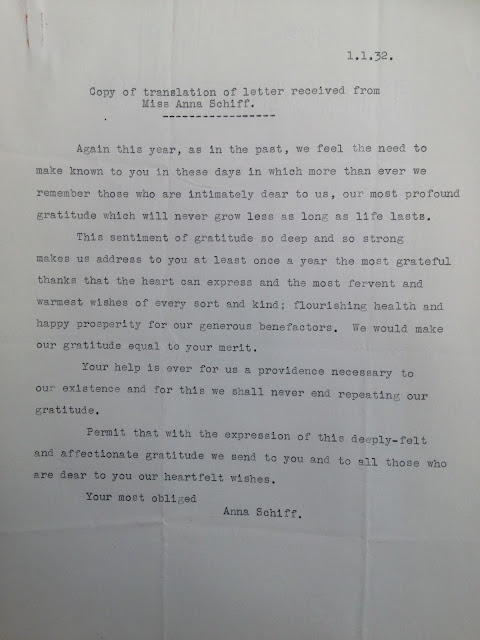 1.1.32.
Copy of translation of letter received from
Miss Anna Schiff.
-----------------
Again this year, as in the past, we feel the need to
make known to you in these days in which more than ever we
remember those who are intimately dear to us, our most profound
gratitude which will never grow less as long as life lasts.
This sentiment of gratitude so deep and so strong
makes us address to you at least once a year the most grateful
thanks that the heart can express and the most fervent and
warmest wishes of every sort and kind; flourishing health and
happy prosperity for our generous benefactors. We would make
our gratitude equal to your merit.
Your help is ever for us a providence necessary to
our existence and for this we shall never end repeating our
gratitude.
Permit that with the expression of this deeply-felt
and affectionate gratitude we send to you and to all those who
are dear to you our heartfelt wishes.
Your most obliged
Anna Schiff.